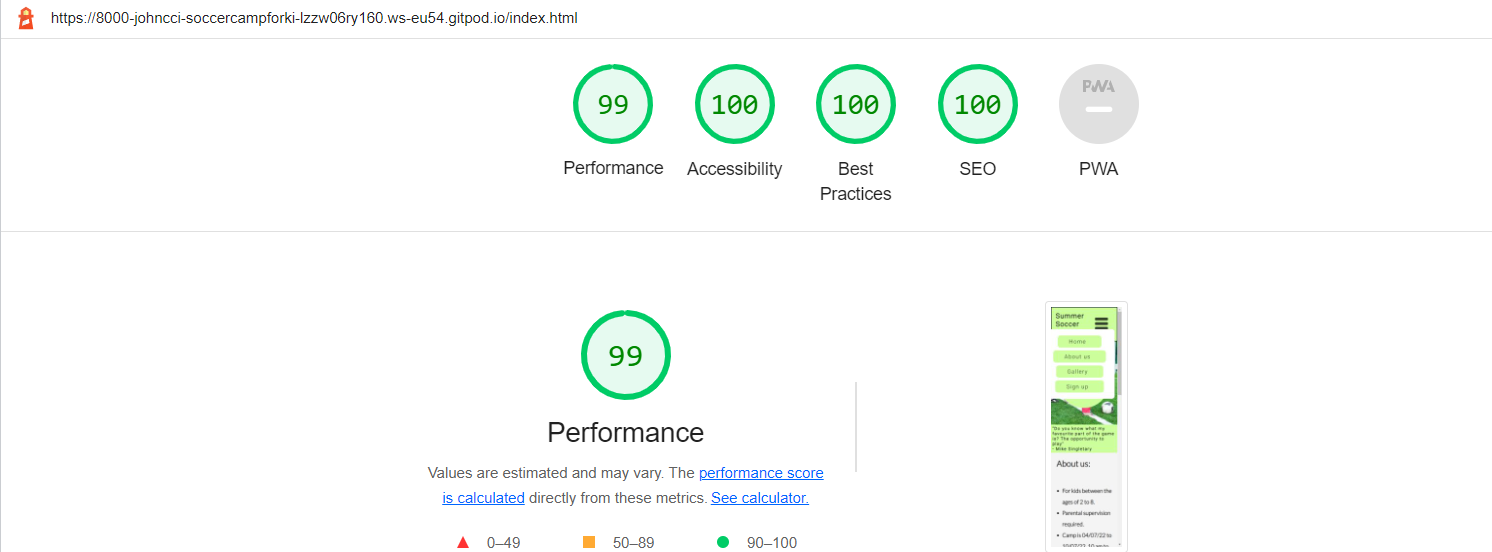 https://8000-johncci-soccercampforki-lzzw06ry160.ws-eu54.gitpod.io/index.html
99
100
100
100
PWA
Performance
Accessibility
Best
Practices
SEO
PWA
99
Performance
Values are estimated and may vary. The performance score
is calculated directly from these metrics. See calculator.
0–49
50–89
90–100
Summer
Soccer
Home
About us
Gallery
Sign up
"Do you know what my
favourite part of the game
is? The opportunity to
play"
- Mike Singletary
About us:
For kids between the
ages of 2 to 8.
Parental supervision
required.
Camp is 04/07/22 to